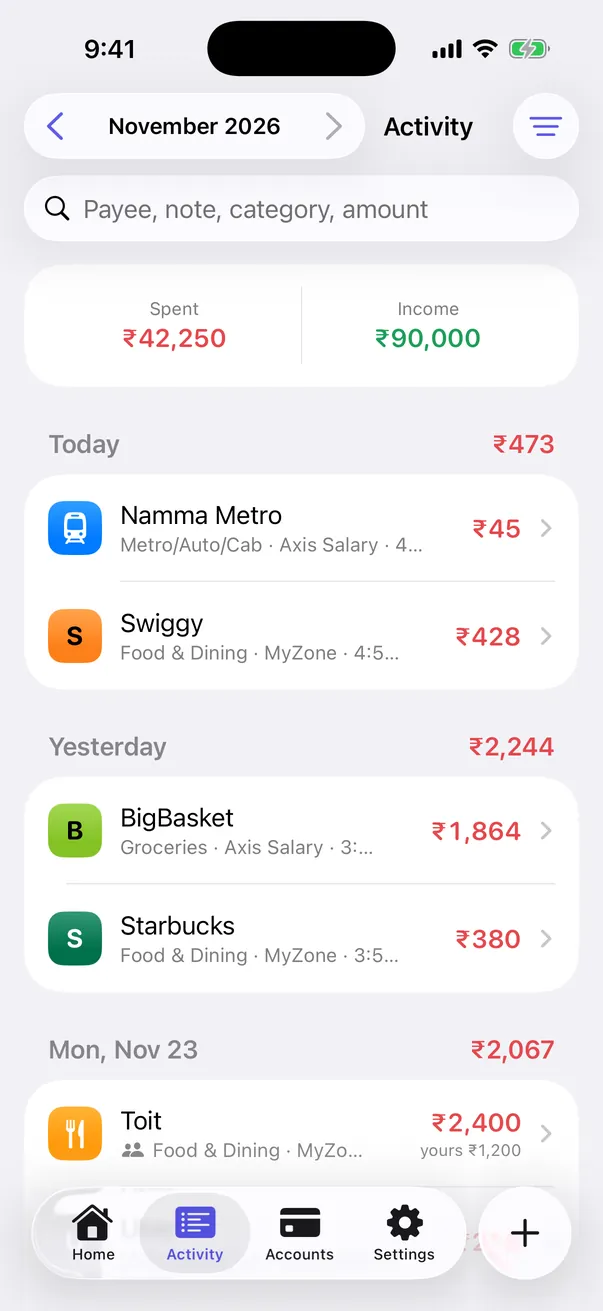 9:41
November 2026
Activity
Payee, note, category, amount
Spent
₹42,250
Income
₹90,000
Today
₹473
Namma Metro
₹45
Metro/Auto/Cab · Axis Salary · 4...
S
Swiggy
₹428
Food & Dining · MyZone · 4:5...
Yesterday
₹2,244
B
BigBasket
₹1,864
Groceries · Axis Salary · 3:...
S
Starbucks
₹380
Food & Dining · MyZone · 3:5...
Mon, Nov 23
₹2,067
Toit
₹2,400
Food & Dining · MyZo...
yours ₹1,200
Home
Activity
Accounts
Settings